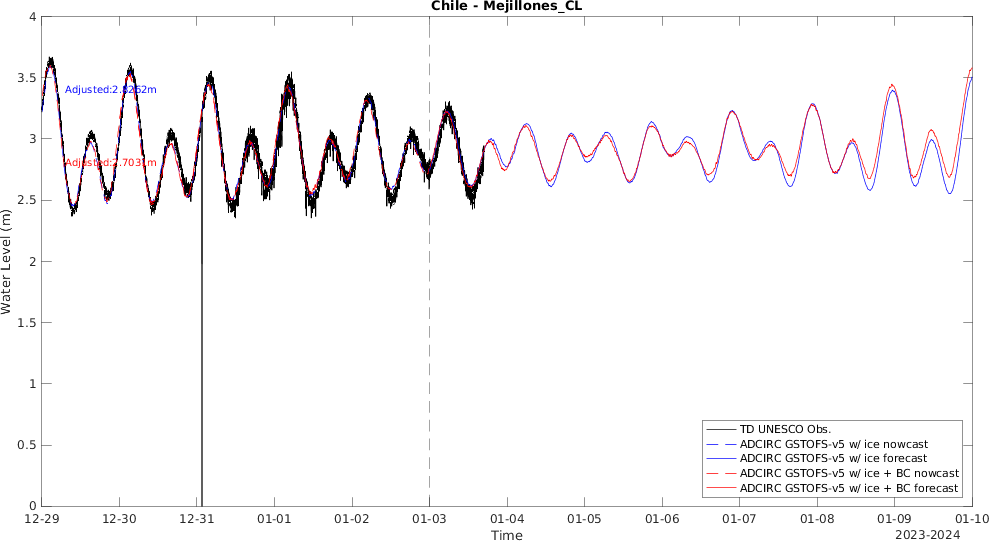 Chile - Mejillones_CL
Water Level (m)
4
3.5
3
2.5
2
1.5
1
0.5
0
Adjusted:2.8262m
TD UNESCO Obs.
ADCIRC GSTOFS-v5 w/ ice nowcast
ADCIRC GSTOFS-v5 w/ ice forecast
ADCIRC GSTOFS-v5 w/ ice + BC nowcast
ADCIRC GSTOFS-v5 w/ ice + BC forecast
12-29 12-30 12-31 01-01 01-02 01-03 01-04 01-05 01-06 01-07 01-08 01-09 01-10
Time
2023-2024